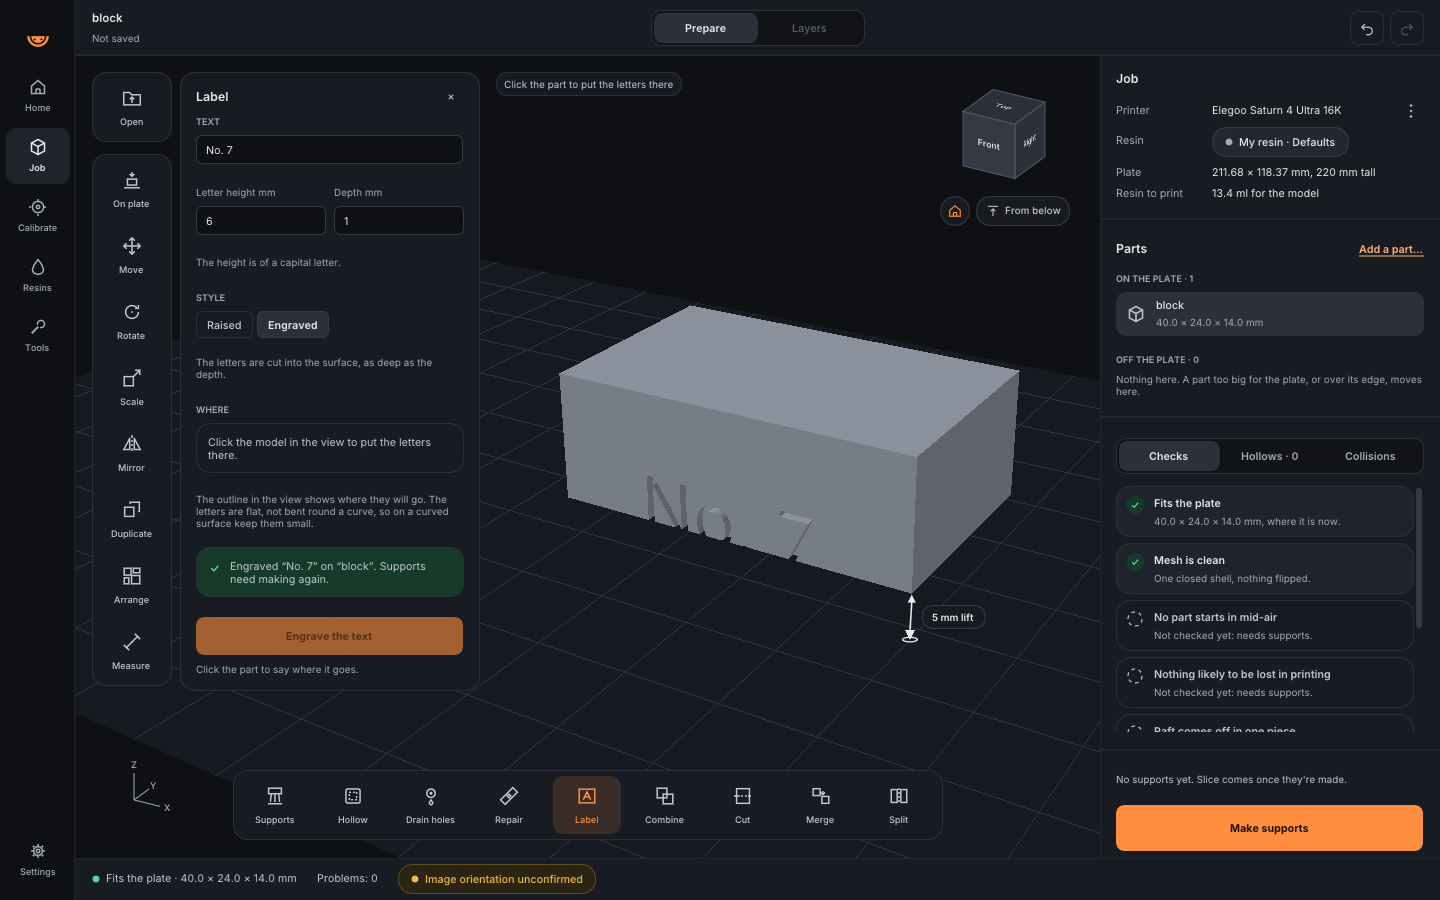 block
Not saved
Prepare
Layers
Home
Job
Calibrate
Resins
Tools
Settings
Open
On plate
Move
Rotate
Scale
Mirror
Duplicate
Arrange
Measure
Label
×
TEXT
No. 7
Letter height mm
Depth mm
6
1
The height is of a capital letter.
STYLE
Raised
Engraved
The letters are cut into the surface, as deep as the
depth.
WHERE
Click the model in the view to put the letters
there.
The outline in the view shows where they will go. The
letters are flat, not bent round a curve, so on a curved
surface keep them small.
Engraved “No. 7” on “block”. Supports
need making again.
Engrave the text
Click the part to say where it goes.
Click the part to put the letters there
Top
Front
Right
From below
No 7
5 mm lift
Z
Y
X
Supports
Hollow
Drain holes
Repair
Label
Combine
Cut
Merge
Split
Job
Printer
Elegoo Saturn 4 Ultra 16K
Resin
My resin · Defaults
Plate
211.68 × 118.37 mm, 220 mm tall
Resin to print
13.4 ml for the model
Parts
Add a part...
ON THE PLATE · 1
block
40.0 × 24.0 × 14.0 mm
OFF THE PLATE · 0
Nothing here. A part too big for the plate, or over its edge, moves
here.
Checks
Hollows · 0
Collisions
Fits the plate
40.0 × 24.0 × 14.0 mm, where it is now.
Mesh is clean
One closed shell, nothing flipped.
No part starts in mid-air
Not checked yet: needs supports.
Nothing likely to be lost in printing
Not checked yet: needs supports.
Raft comes off in one piece
No supports yet. Slice comes once they're made.
Make supports
Fits the plate · 40.0 × 24.0 × 14.0 mm
Problems: 0
Image orientation unconfirmed